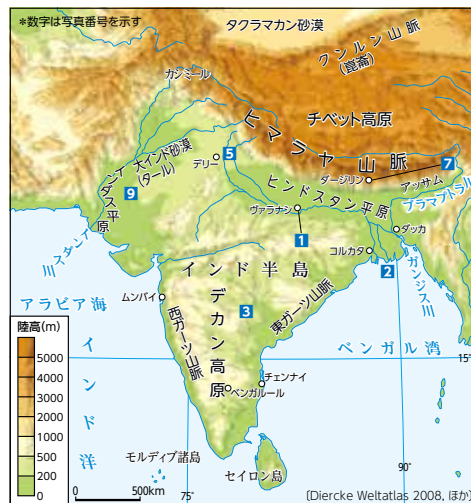 *数字は写真番号を示す
タクラマカン砂漠
クンルン山脈
(崑崙)
カシミール
チベット高原
ヒマラヤ山脈
大インド砂漠
(タール)
デリー
5
7
ダージリン
アッサム
インダス平原
9
ヒンドスタン平原
ブラマプトラ川
ヴァラナシ
1
ダッカ
コルカタ
2
ガンジス川
インダス川
インド半島
アラビア海
ムンバイ
デカン高原
3
西ガーツ山脈
東ガーツ山脈
ベンガル湾
15°
陸高(m)
5000
4000
3000
2000
1000
500
200
0
インド洋
チェンナイ
ベンガルール
モルディブ諸島
セイロン島
0
500km
75°
90°
(Diercke Weltatlas 2008, ほか)